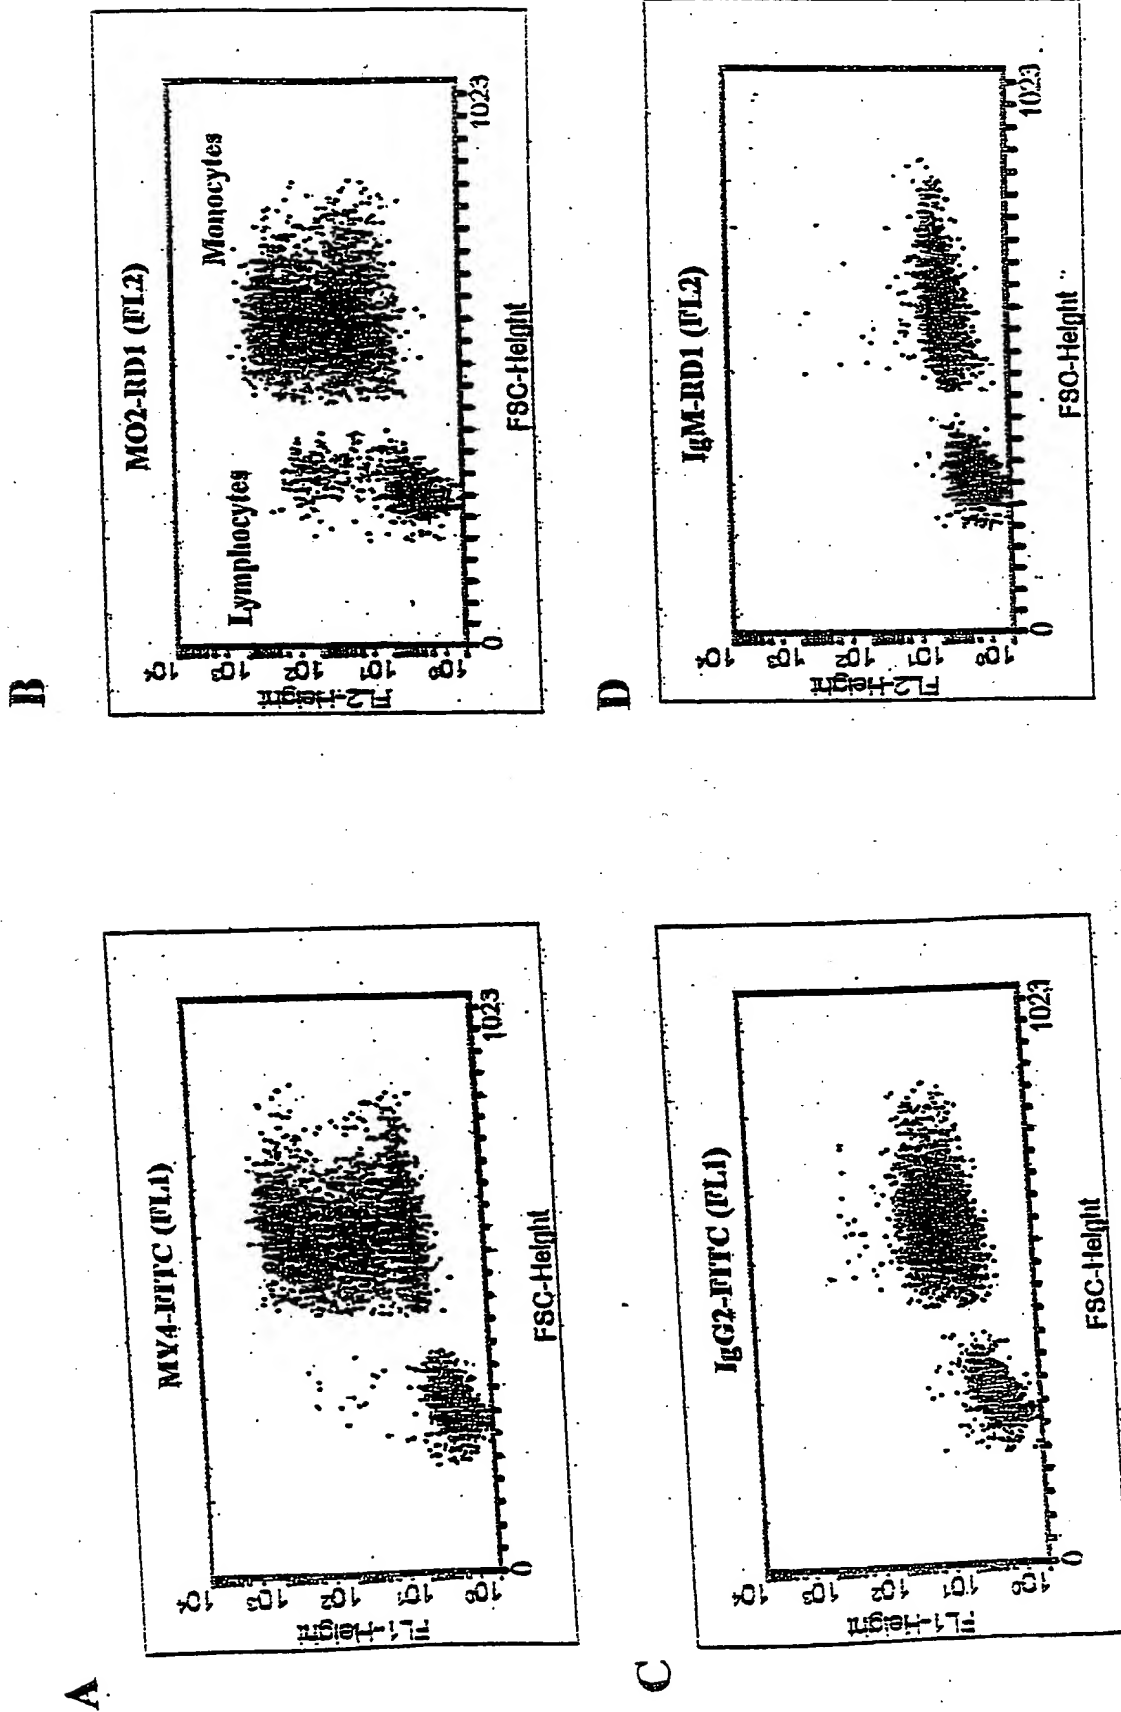 A
MY4-FITC (FL1)
FL1-Height
10⁴
10³
10²
10¹
10⁰
0
1023
FSC-Height
B
MO2-RD1 (FL2)
Lymphocytes
Monocytes
FL2-Height
10⁴
10³
10²
10¹
10⁰
0
1023
FSC-Height
C
IgG2-FITC (FL1)
FL1-Height
10⁴
10³
10²
10¹
10⁰
0
1023
FSC-Height
D
IgM-RD1 (FL2)
FL2-Height
10⁴
10³
10²
10¹
10⁰
0
1023
FSC-Height